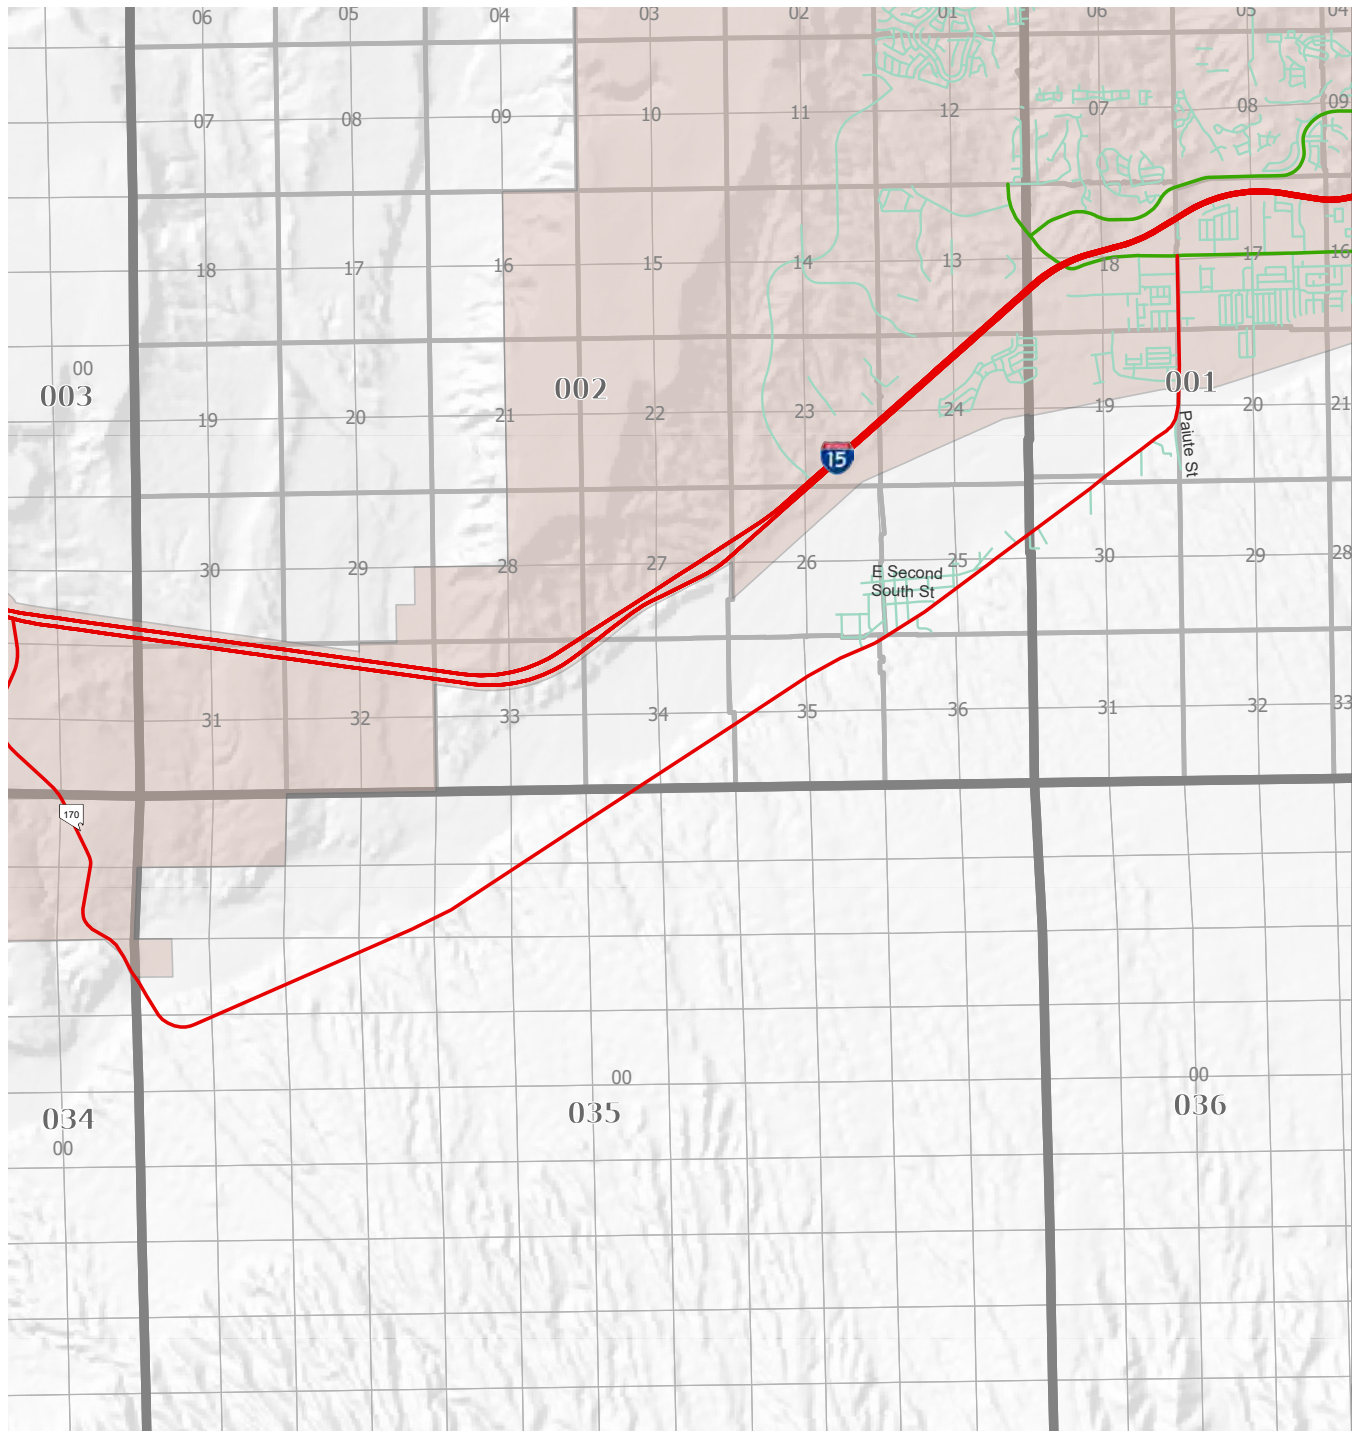 06 05 04 03 02 01 06 05 04
07 08 09 10 11 12 07 08 09
18 17 16 15 14 13 18 17 16
00
003 002 001
19 20 21 22 23 24 19 20 21
Paiute St
15
30 29 28 27 26 25 30 29 28
E Second
South St
31 32 33 34 35 36 31 32 33
170
00 00
034 035 036
00